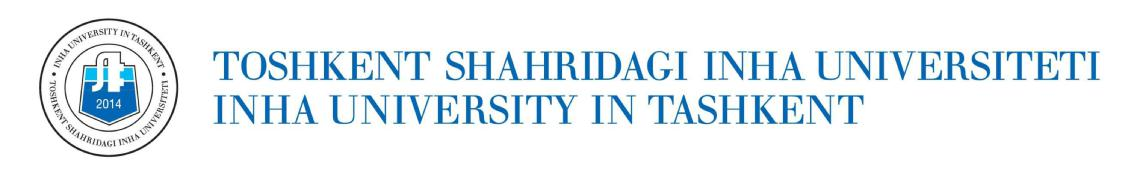 INHA UNIVERSITY IN TASHKENT
2014
TOSHKENT SHAHRIDAGI INHA UNIVERSITETI
TOSHKENT SHAHRIDAGI INHA UNIVERSITETI
INHA UNIVERSITY IN TASHKENT